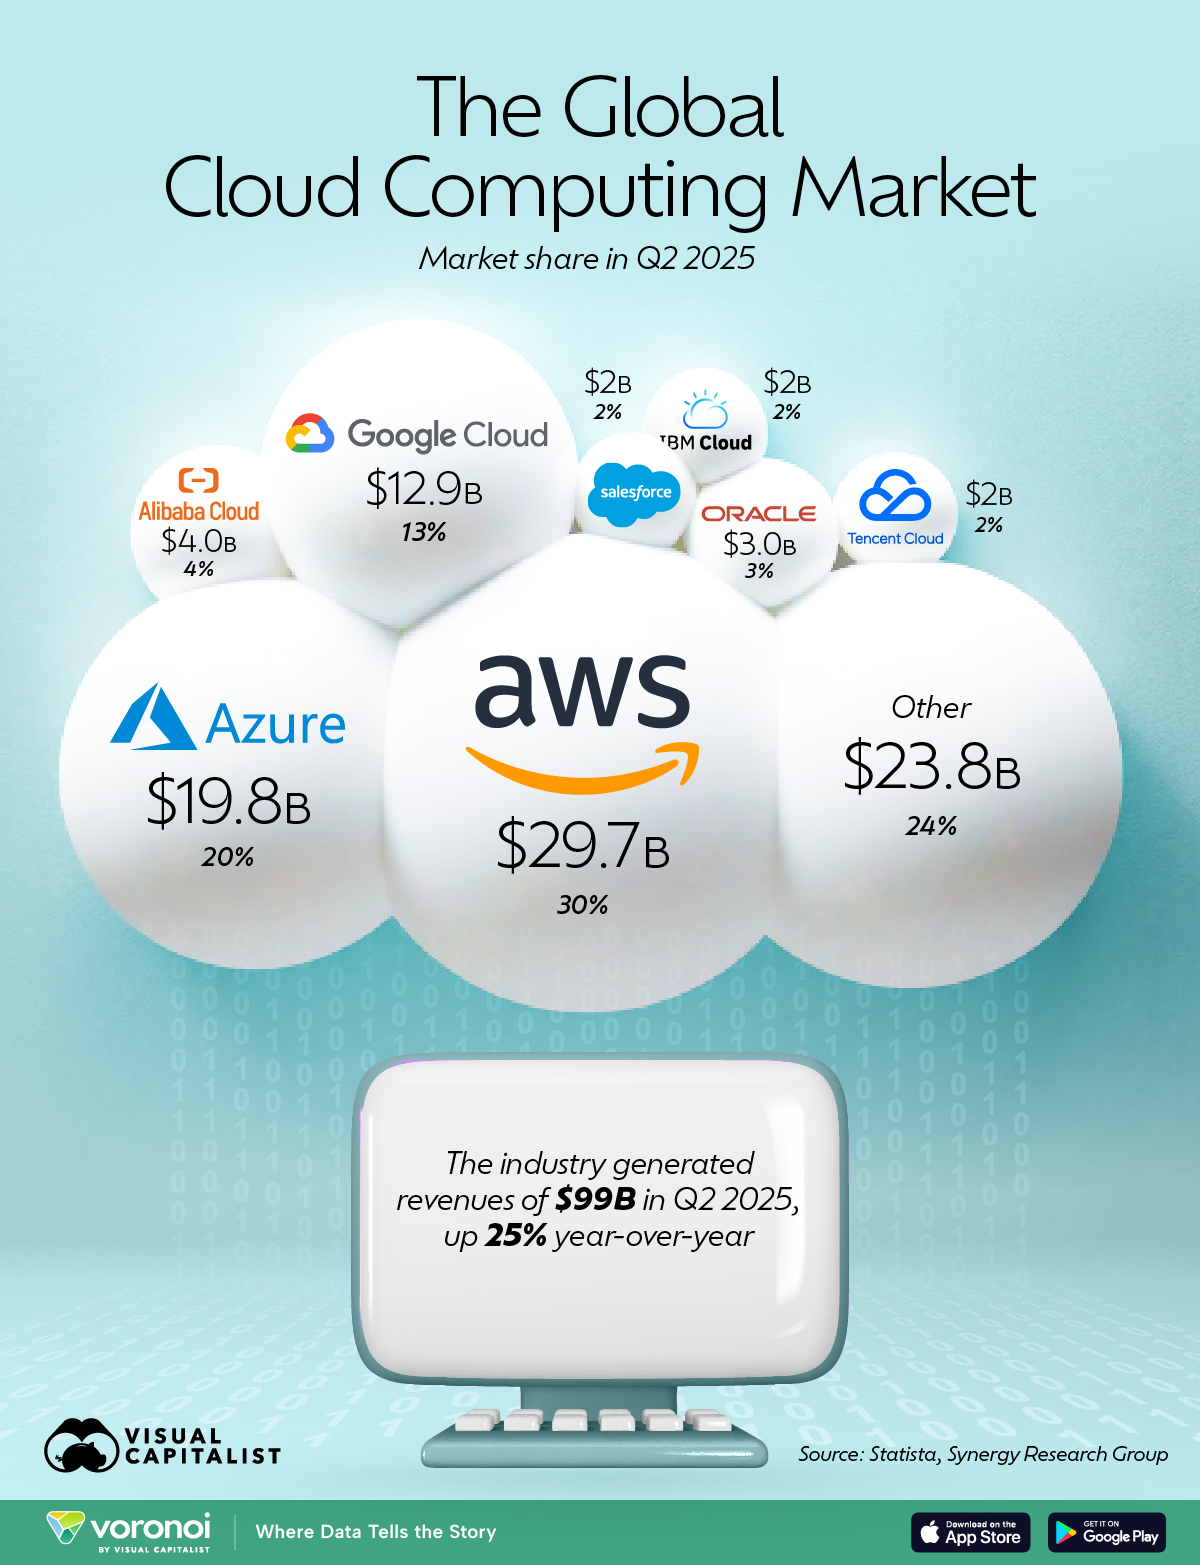 The Global
Cloud Computing Market
Market share in Q2 2025
Google Cloud
$12.9B
13%
$2B
2%
IBM Cloud
$2B
2%
Alibaba Cloud
$4.0B
4%
salesforce
ORACLE
$3.0B
3%
Tencent Cloud
$2B
2%
Azure
$19.8B
20%
aws
$29.7B
30%
Other
$23.8B
24%
The industry generated
revenues of $99B in Q2 2025,
up 25% year-over-year
VISUAL
CAPITALIST
Source: Statista, Synergy Research Group
voronoi
BY VISUAL CAPITALIST
Where Data Tells the Story
Download on the
App Store
GET IT ON
Google Play